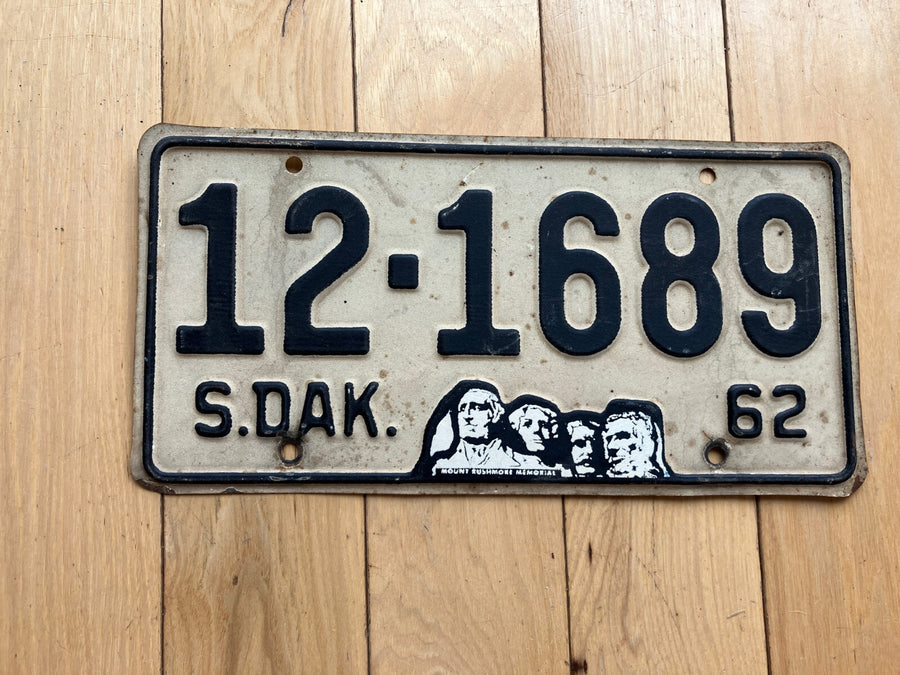 12-1689
S.DAK. 62
MOUNT RUSHMORE MEMORIAL